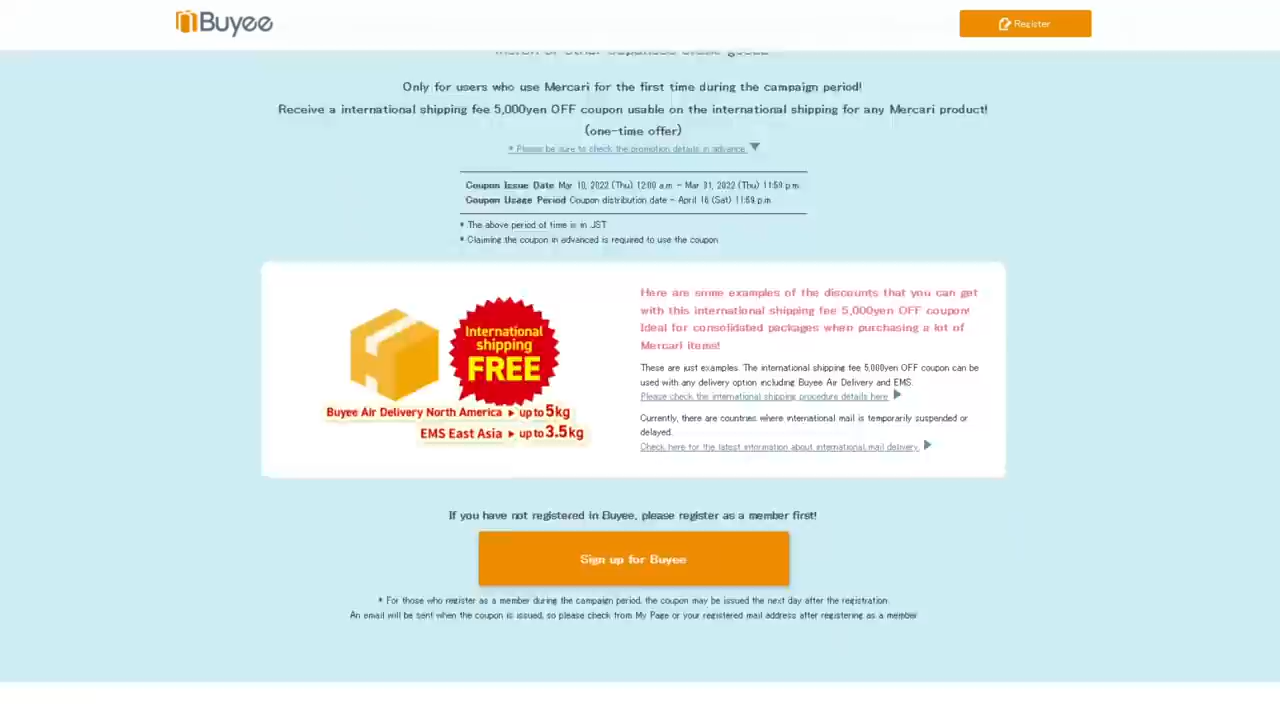 Buyee
Register
Only for users who use Mercari for the first time during the campaign period!
Receive a international shipping fee 5,000yen OFF coupon usable on the international shipping for any Mercari product!
(one-time offer)
* Please be sure to check the promotion details in advance. ▼
Coupon Issue Date Mar 10, 2022 (Thu) 12:00 a.m. – Mar 31, 2022 (Thu) 11:59 p.m.
Coupon Usage Period Coupon distribution date – April 16 (Sat) 11:59 p.m.
* The above period of time is in JST
* Claiming the coupon in advanced is required to use the coupon
International
shipping
FREE
Buyee Air Delivery North America ▶ up to 5kg
EMS East Asia ▶ up to 3.5kg
Here are some examples of the discounts that you can get
with this international shipping fee 5,000yen OFF coupon!
Ideal for consolidated packages when purchasing a lot of
Mercari items!
These are just examples. The international shipping fee 5,000yen OFF coupon can be
used with any delivery option including Buyee Air Delivery and EMS.
Please check the international shipping procedure details here. ▶
Currently, there are countries where international mail is temporarily suspended or
delayed.
Check here for the latest information about international mail delivery. ▶
If you have not registered in Buyee, please register as a member first!
Sign up for Buyee
* For those who register as a member during the campaign period, the coupon may be issued the next day after the registration.
An email will be sent when the coupon is issued, so please check from My Page or your registered mail address after registering as a member